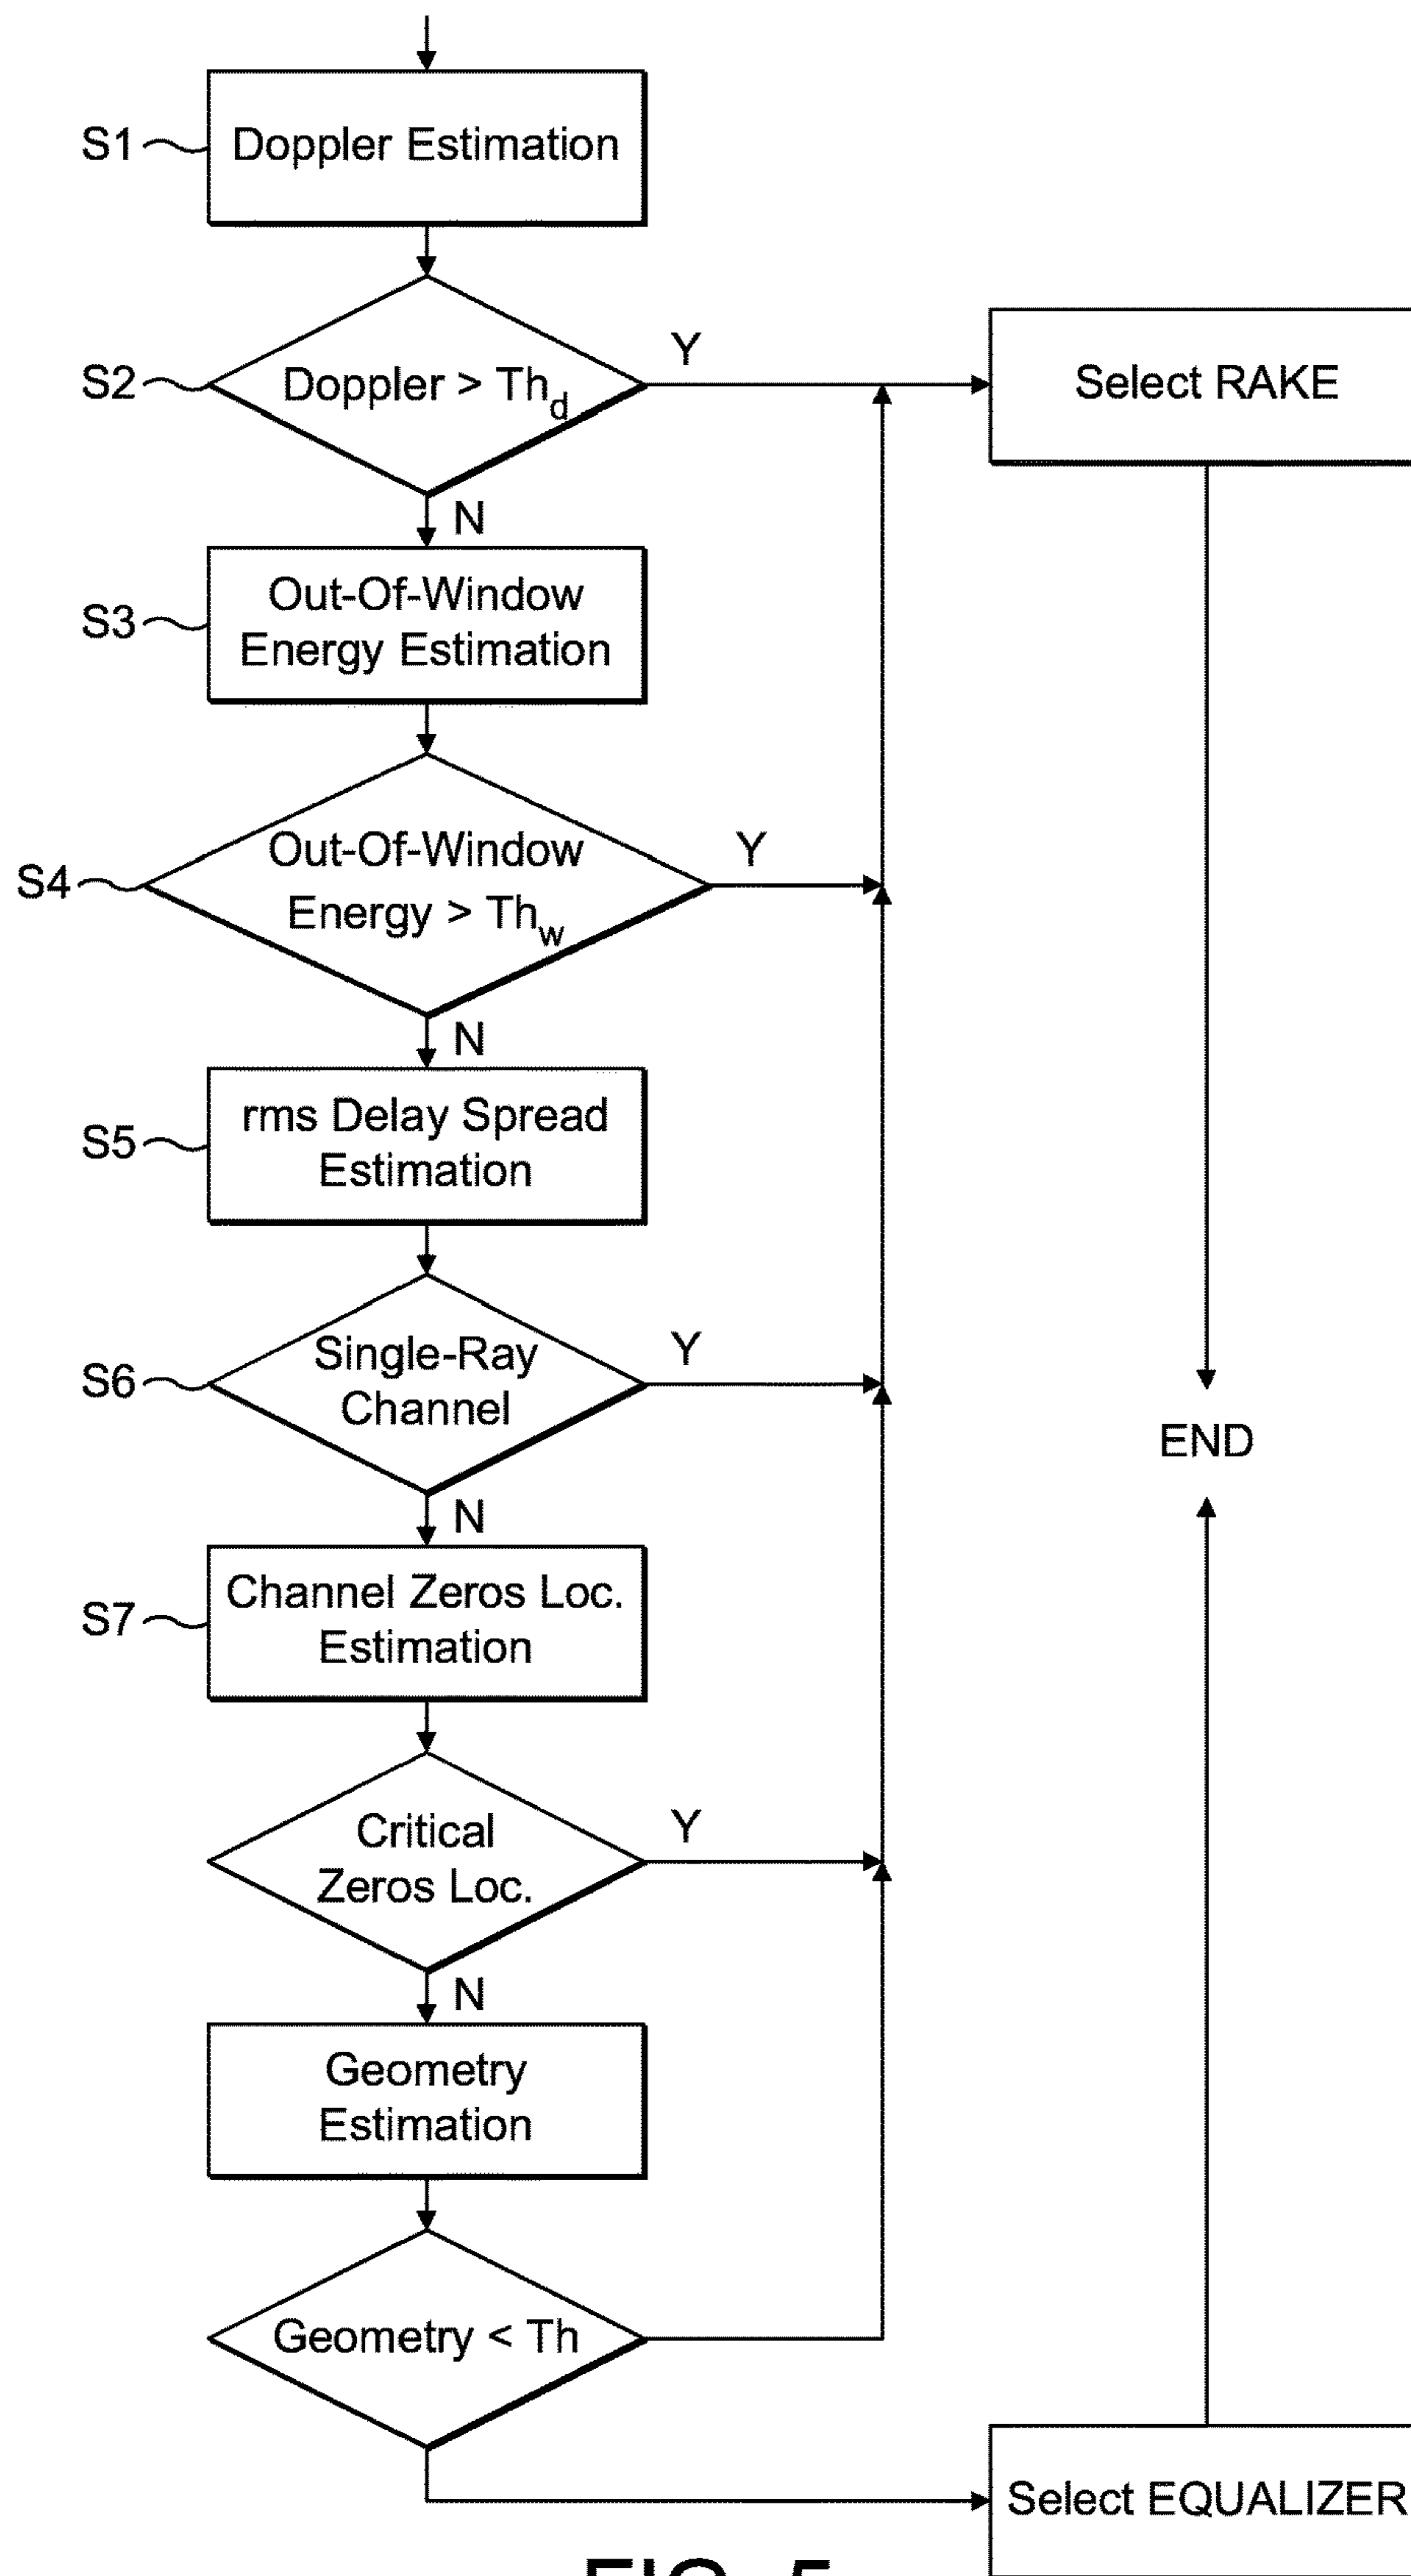 S1
Doppler Estimation
S2
Doppler > Thd
Y
Select RAKE
N
S3
Out-Of-Window
Energy Estimation
S4
Out-Of-Window
Energy > Thw
Y
N
S5
rms Delay Spread
Estimation
S6
Single-Ray
Channel
Y
END
N
S7
Channel Zeros Loc.
Estimation
Critical
Zeros Loc.
Y
N
Geometry
Estimation
Geometry < Th
Select EQUALIZER
FIG. 5